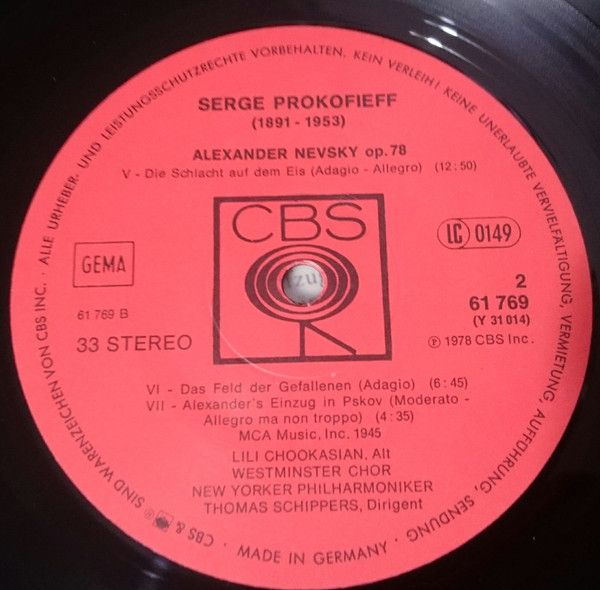 ALLE URHEBER- UND LEISTUNGSSCHUTZRECHTE VORBEHALTEN. KEIN VERLEIH! KEINE UNERLAUBTE VERVIELFÄLTIGUNG, VERMIETUNG, AUFFÜHRUNG, SENDUNG
SERGE PROKOFIEFF
(1891 - 1953)
ALEXANDER NEVSKY op. 78
V - Die Schlacht auf dem Eis (Adagio - Allegro) (12:50)
CBS
GEMA
LC 0149
61 769 B
33 STEREO
2
61 769
(Y 31 014)
℗ 1978 CBS Inc.
zu
VI - Das Feld der Gefallenen (Adagio) (6:45)
VII - Alexander's Einzug in Pskov (Moderato -
Allegro ma non troppo) (4:35)
MCA Music, Inc. 1945
LILI CHOOKASIAN, Alt
WESTMINSTER CHOR
NEW YORKER PHILHARMONIKER
THOMAS SCHIPPERS, Dirigent
CBS & ® SIND WARENZEICHEN VON CBS INC. · MADE IN GERMANY ·